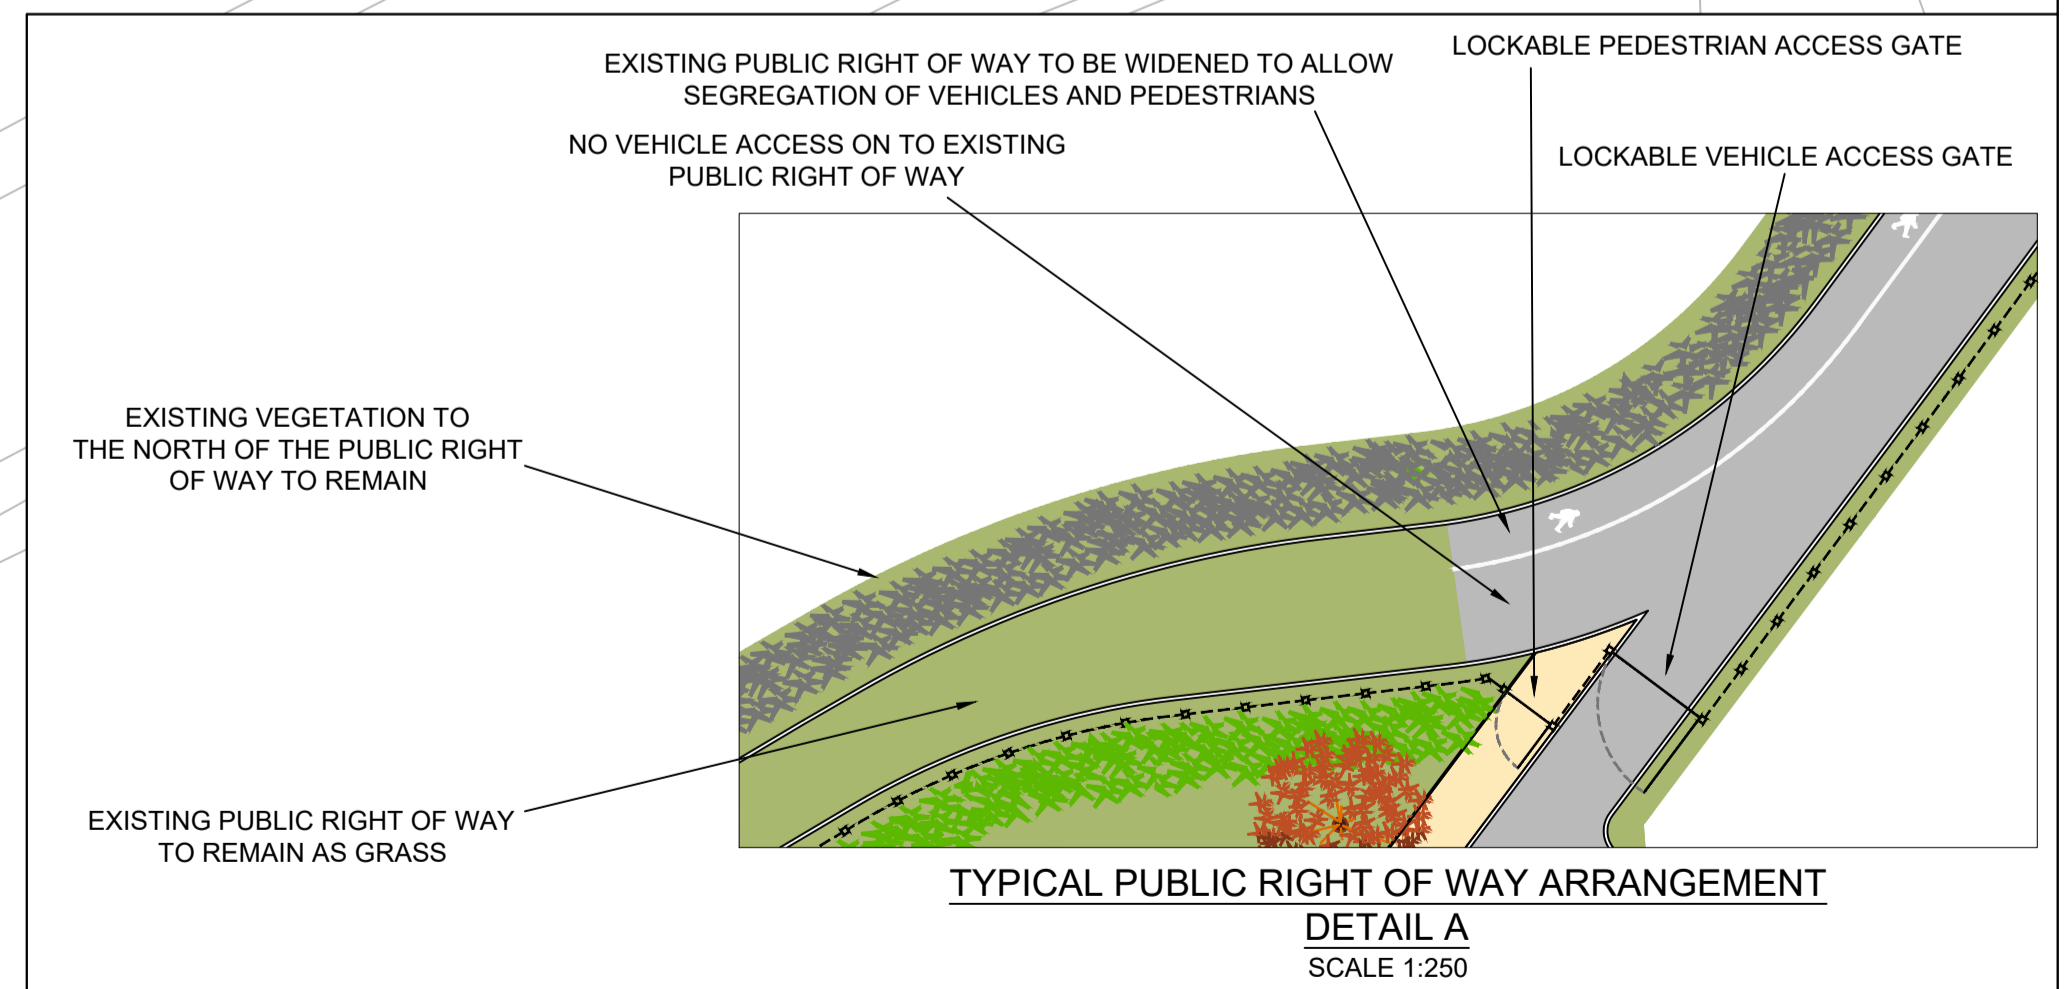 EXISTING PUBLIC RIGHT OF WAY TO BE WIDENED TO ALLOW
SEGREGATION OF VEHICLES AND PEDESTRIANS
LOCKABLE PEDESTRIAN ACCESS GATE
NO VEHICLE ACCESS ON TO EXISTING
PUBLIC RIGHT OF WAY
LOCKABLE VEHICLE ACCESS GATE
EXISTING VEGETATION TO
THE NORTH OF THE PUBLIC RIGHT
OF WAY TO REMAIN
EXISTING PUBLIC RIGHT OF WAY
TO REMAIN AS GRASS
TYPICAL PUBLIC RIGHT OF WAY ARRANGEMENT
DETAIL A
SCALE 1:250